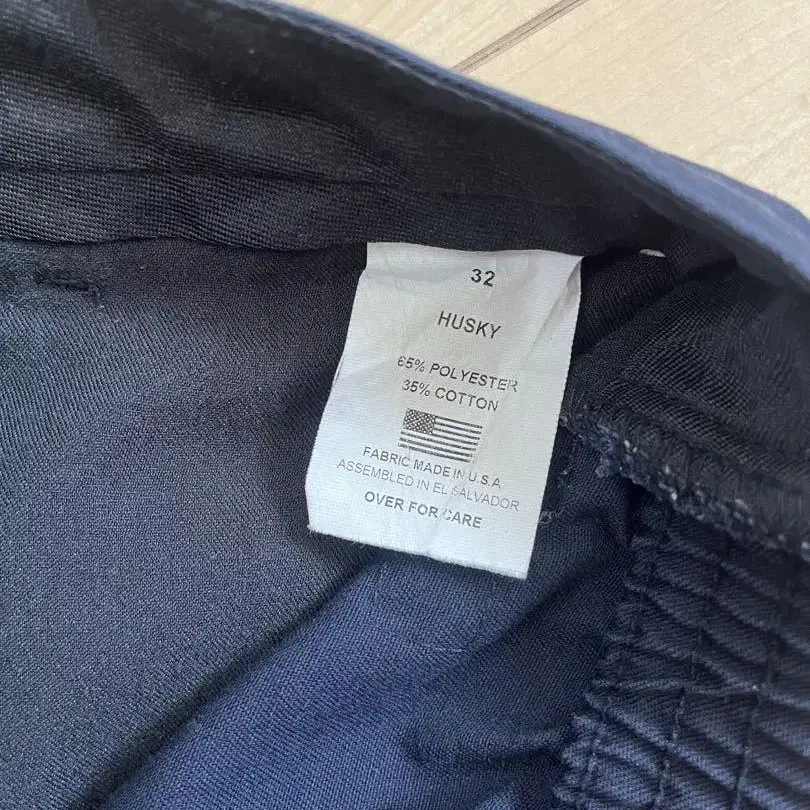 32
HUSKY
65% POLYESTER
35% COTTON
FABRIC MADE IN U.S.A
ASSEMBLED IN EL SALVADOR
OVER FOR CARE